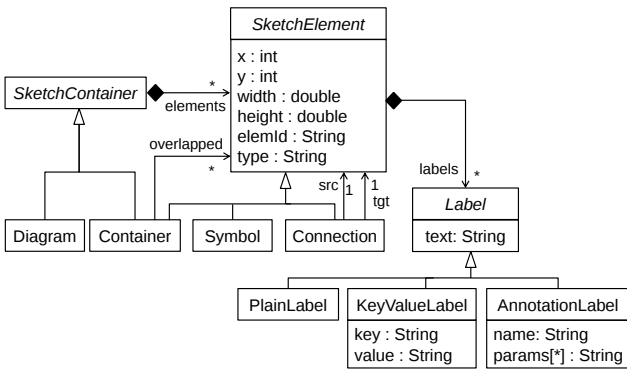 SketchElement
x : int
y : int
width : double
height : double
elemId : String
type : String
SketchContainer
*
elements
overlapped
*
src
1
1
tgt
labels
*
Diagram
Container
Symbol
Connection
Label
text: String
PlainLabel
KeyValueLabel
key : String
value : String
AnnotationLabel
name: String
params[*] : String